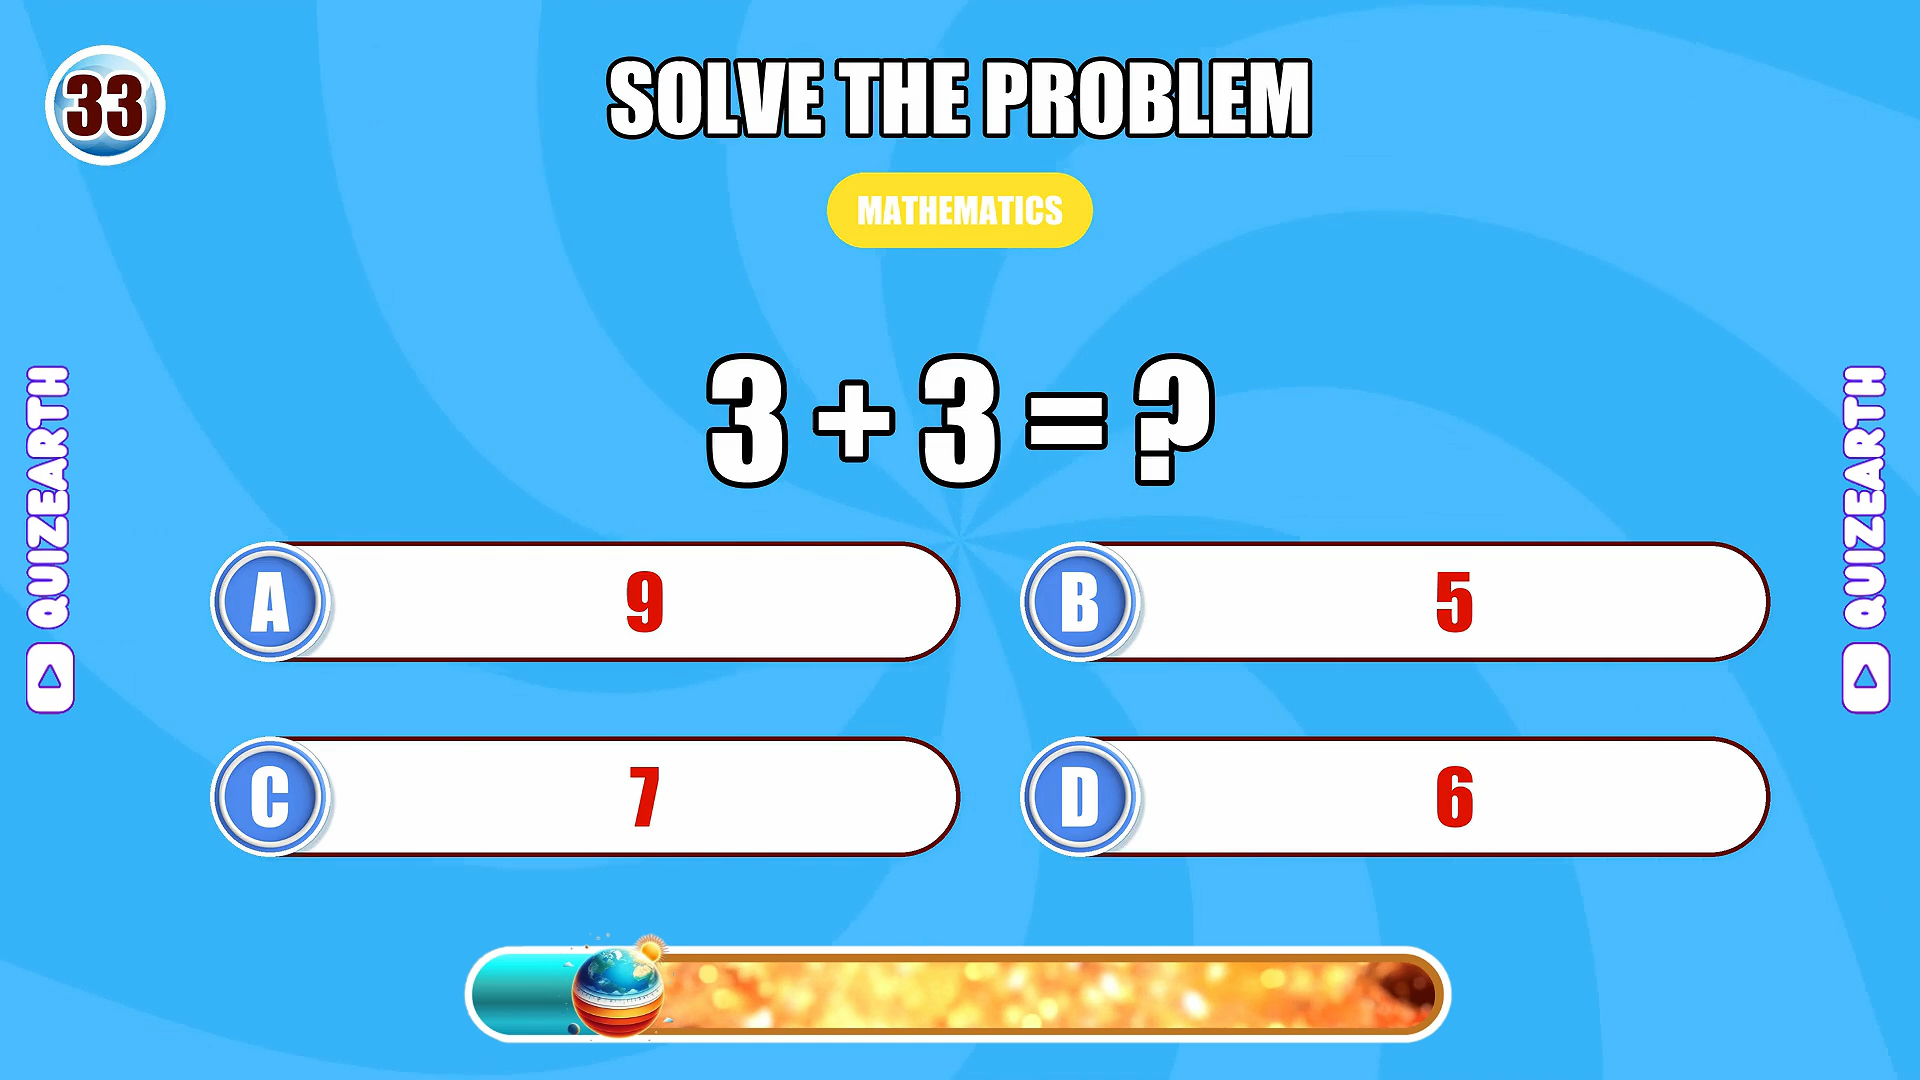 33
SOLVE THE PROBLEM
MATHEMATICS
3 + 3 = ?
A 9
B 5
C 7
D 6
QUIZEARTH
QUIZEARTH